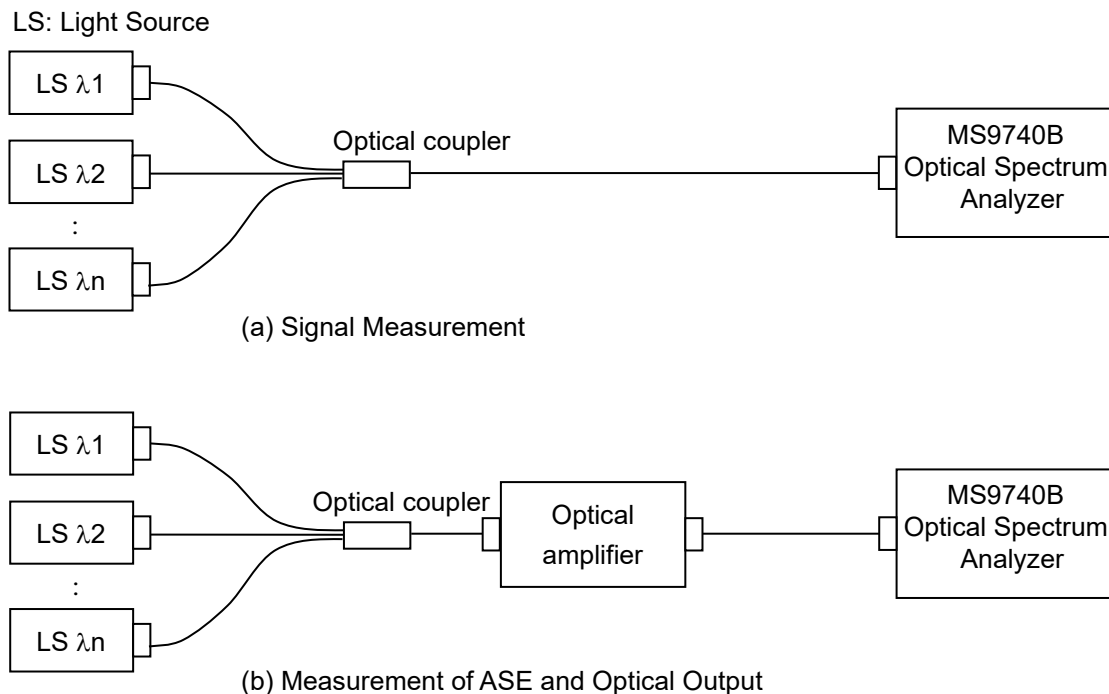 LS: Light Source
LS λ1
LS λ2
:
LS λn
Optical coupler
MS9740B
Optical Spectrum
Analyzer
(a) Signal Measurement
LS λ1
LS λ2
:
LS λn
Optical coupler
Optical
amplifier
MS9740B
Optical Spectrum
Analyzer
(b) Measurement of ASE and Optical Output